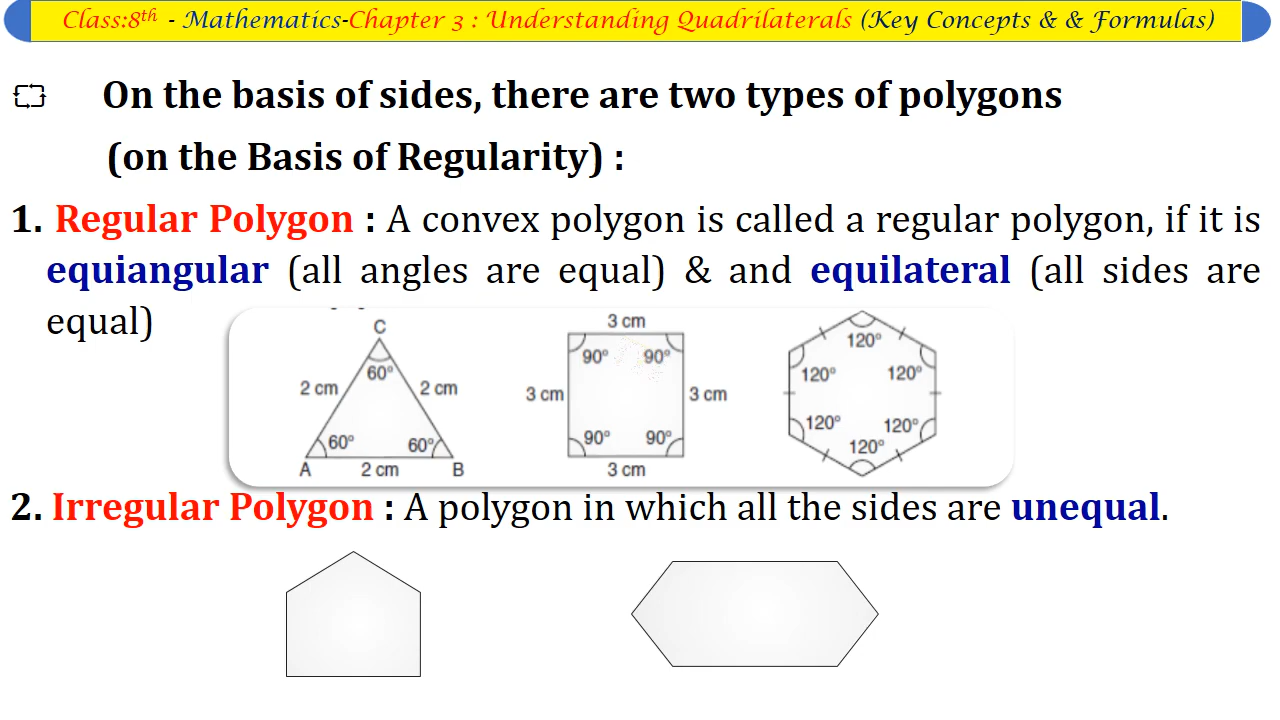 Class:8th - Mathematics-Chapter 3 : Understanding Quadrilaterals (Key Concepts & & Formulas)
On the basis of sides, there are two types of polygons
(on the Basis of Regularity) :
1. Regular Polygon : A convex polygon is called a regular polygon, if it is
equiangular (all angles are equal) & and equilateral (all sides are
equal)
C
60°
2 cm
2 cm
60°
60°
A
2 cm
B
3 cm
90°
90°
3 cm
3 cm
90°
90°
3 cm
120°
120°
120°
120°
120°
120°
2. Irregular Polygon : A polygon in which all the sides are unequal.